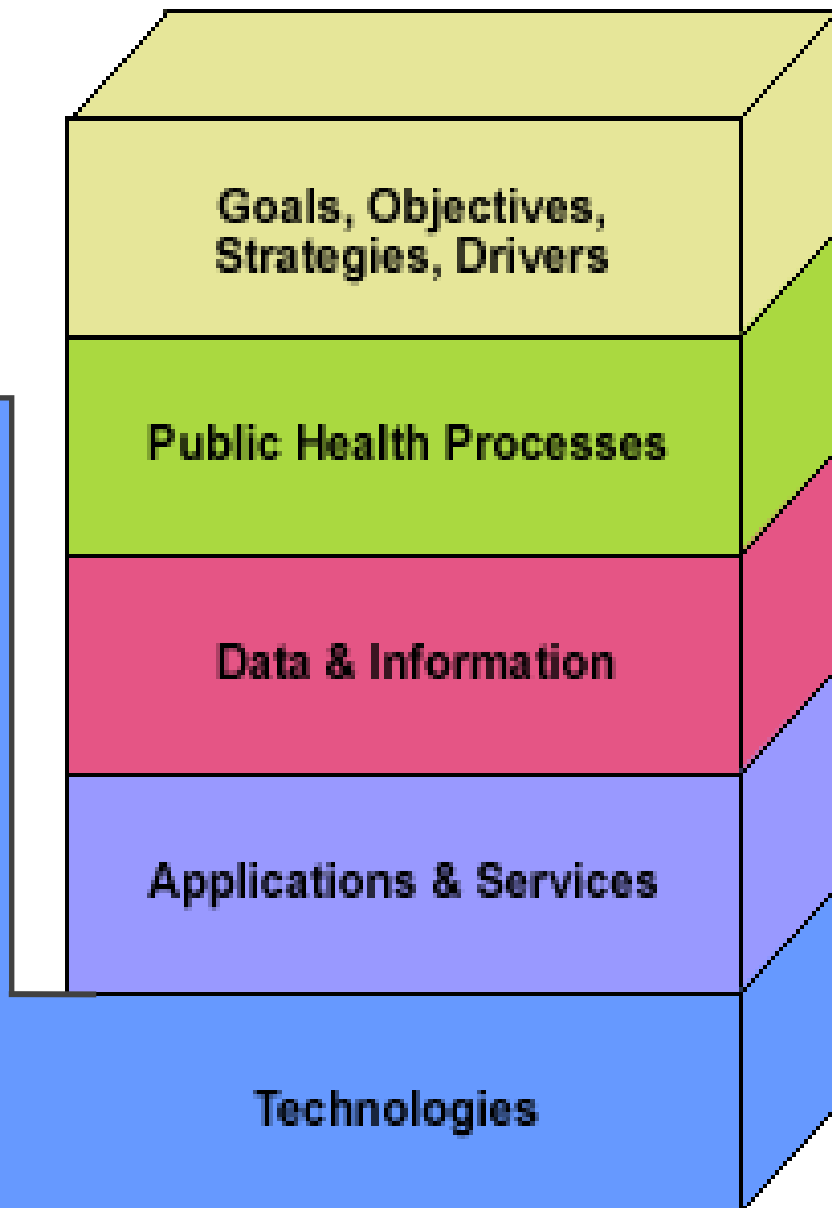 Goals, Objectives,
Strategies, Drivers
Public Health Processes
Data & Information
Applications & Services
Technologies